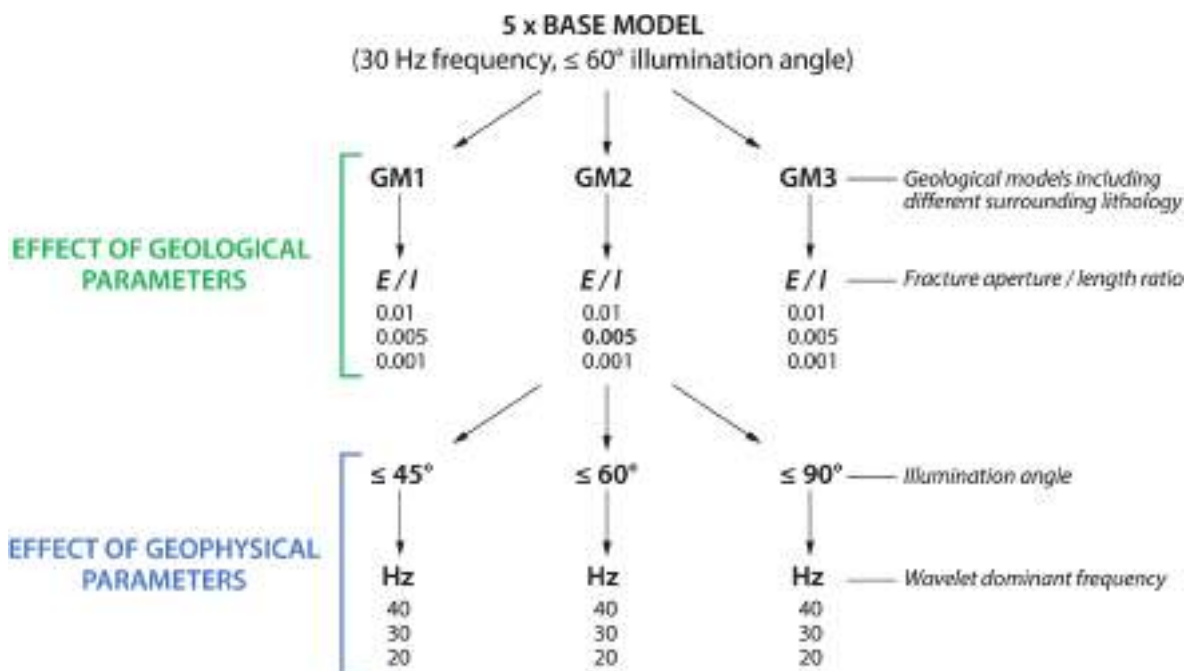 5 x BASE MODEL
(30 Hz frequency, ≤ 60° illumination angle)
GM1
GM2
GM3
Geological models including
different surrounding lithology
EFFECT OF GEOLOGICAL
PARAMETERS
E / l
E / l
E / l
Fracture aperture / length ratio
0.01
0.01
0.01
0.005
0.005
0.005
0.001
0.001
0.001
≤ 45°
≤ 60°
≤ 90°
Illumination angle
EFFECT OF GEOPHYSICAL
PARAMETERS
Hz
Hz
Hz
Wavelet dominant frequency
40
40
40
30
30
30
20
20
20